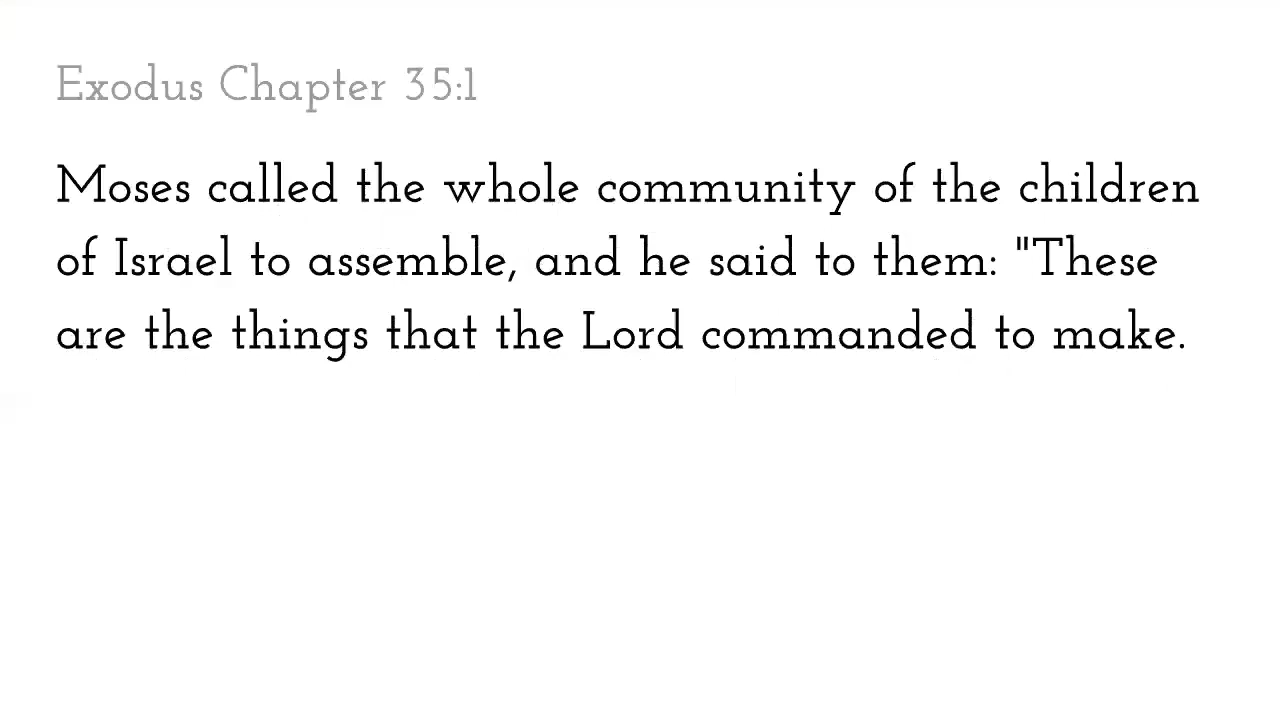 Exodus Chapter 35:1
Moses called the whole community of the children
of Israel to assemble, and he said to them: "These
are the things that the Lord commanded to make.